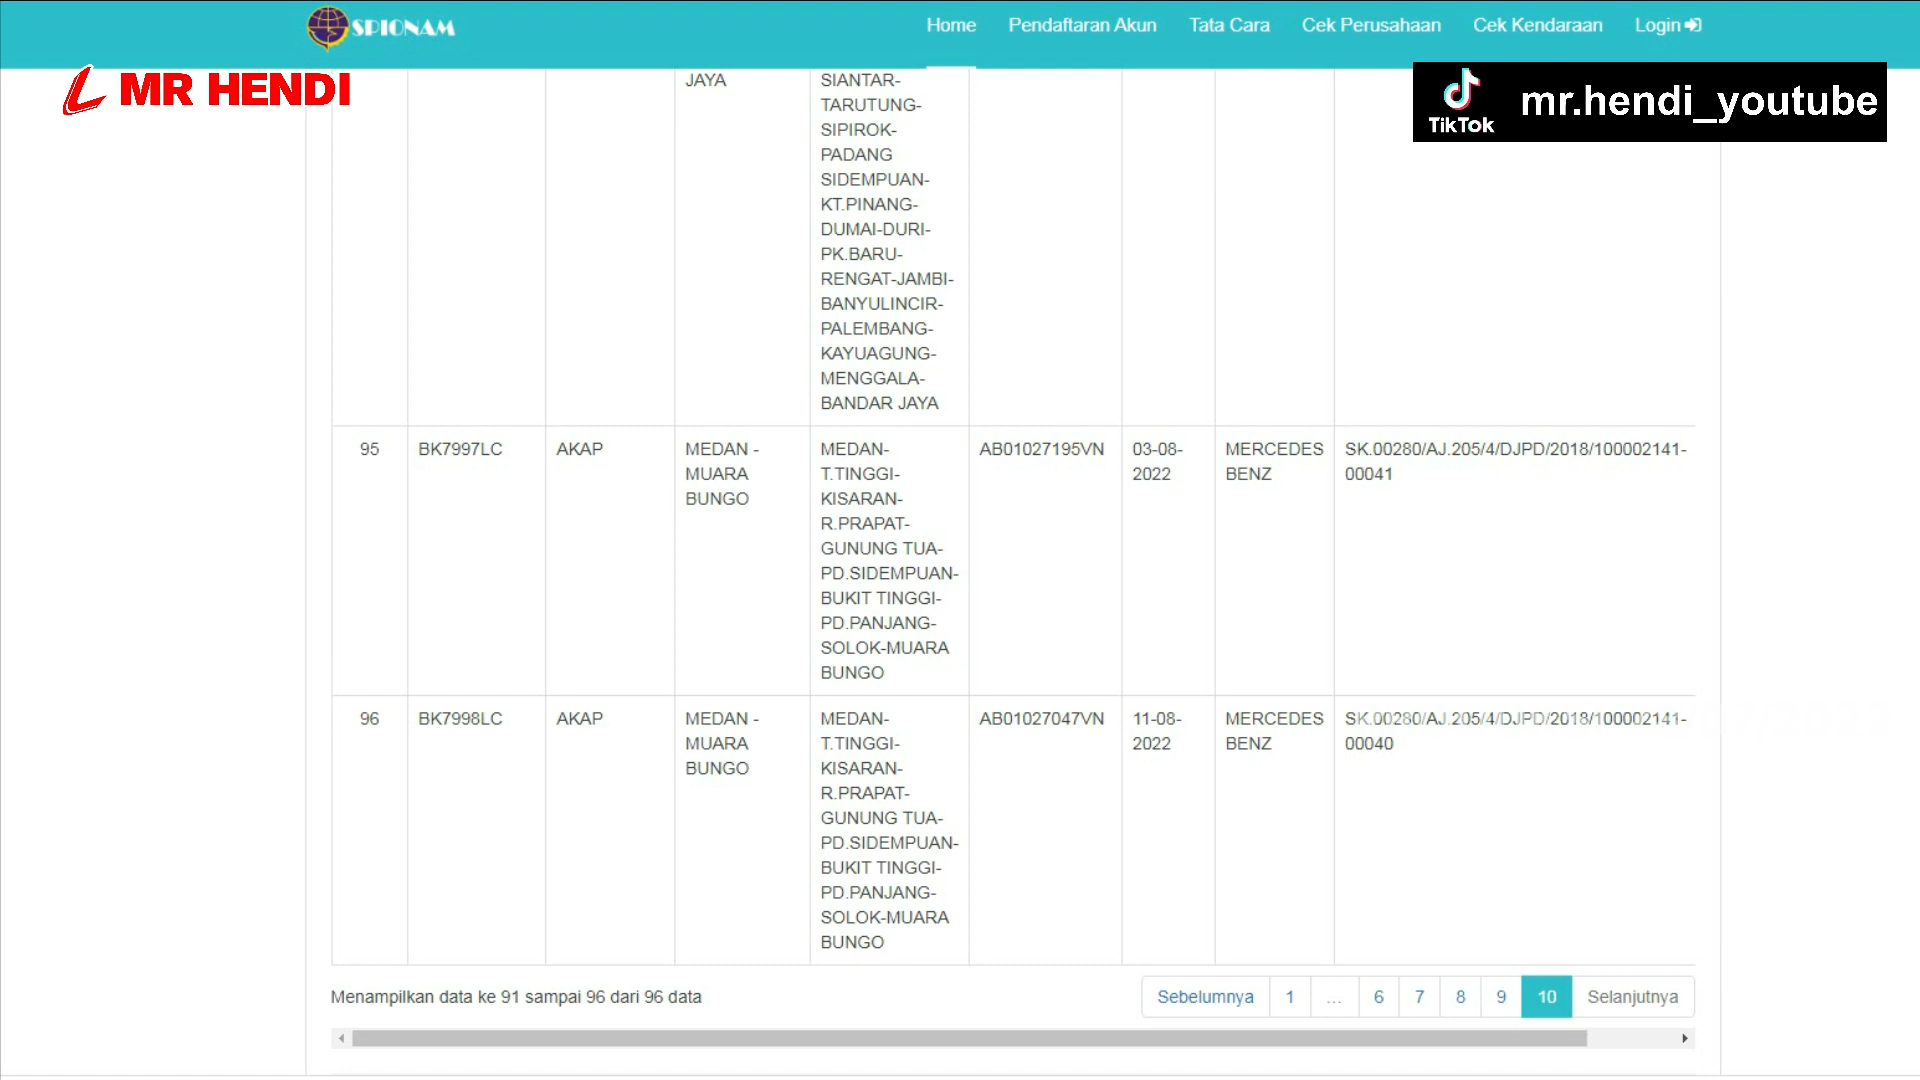 SPIONAM
Home
Pendaftaran Akun
Tata Cara
Cek Perusahaan
Cek Kendaraan
Login
MR HENDI
TikTok
mr.hendi_youtube
JAYA
SIANTAR-
TARUTUNG-
SIPIROK-
PADANG
SIDEMPUAN-
KT.PINANG-
DUMAI-DURI-
PK.BARU-
RENGAT-JAMBI-
BANYULINCIR-
PALEMBANG-
KAYUAGUNG-
MENGGALA-
BANDAR JAYA
95
BK7997LC
AKAP
MEDAN -
MUARA
BUNGO
MEDAN-
T.TINGGI-
KISARAN-
R.PRAPAT-
GUNUNG TUA-
PD.SIDEMPUAN-
BUKIT TINGGI-
PD.PANJANG-
SOLOK-MUARA
BUNGO
AB01027195VN
03-08-
2022
MERCEDES
BENZ
SK.00280/AJ.205/4/DJPD/2018/100002141-
00041
96
BK7998LC
AKAP
MEDAN -
MUARA
BUNGO
MEDAN-
T.TINGGI-
KISARAN-
R.PRAPAT-
GUNUNG TUA-
PD.SIDEMPUAN-
BUKIT TINGGI-
PD.PANJANG-
SOLOK-MUARA
BUNGO
AB01027047VN
11-08-
2022
MERCEDES
BENZ
SK.00280/AJ.205/4/DJPD/2018/100002141-
00040
Menampilkan data ke 91 sampai 96 dari 96 data
Sebelumnya
1
...
6
7
8
9
10
Selanjutnya